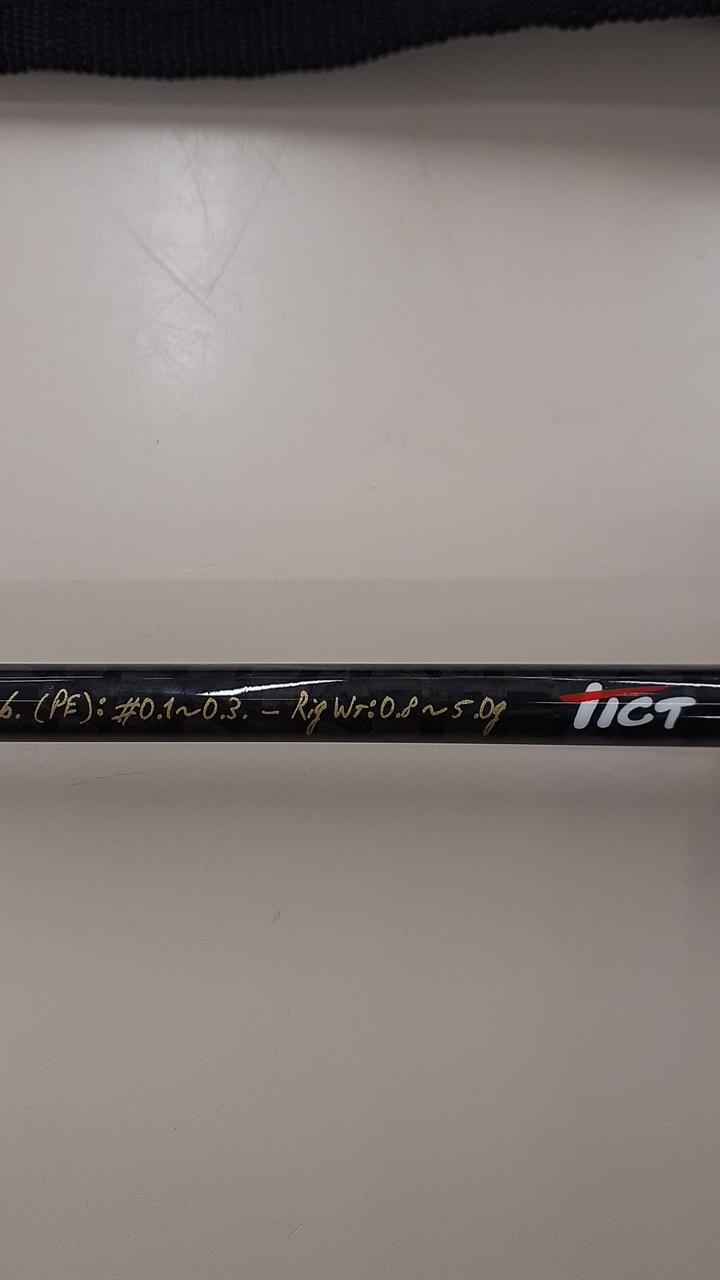 b. (PE): #0.1~0.3. – Rig Wt: 0.8~5.0g TICT